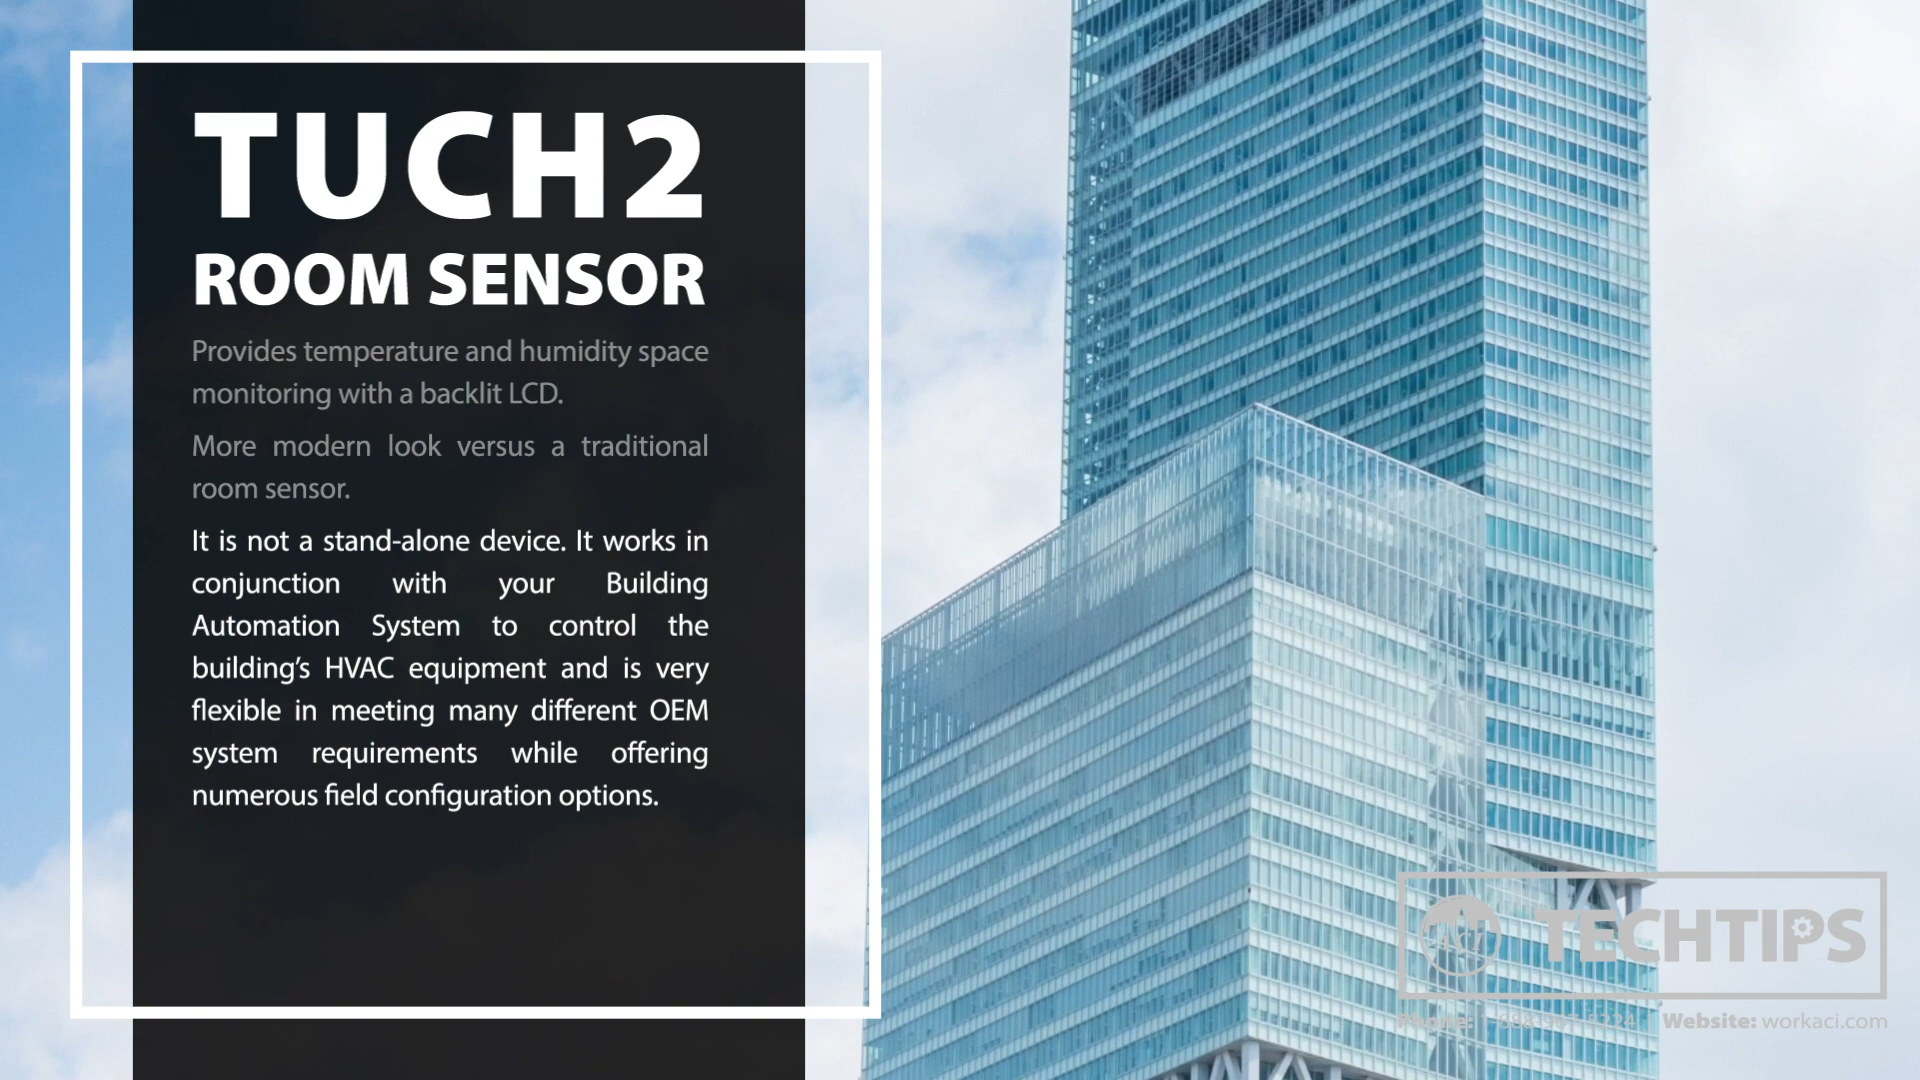 TUCH2
ROOM SENSOR
Provides temperature and humidity space
monitoring with a backlit LCD.
More modern look versus a traditional
room sensor.
It is not a stand-alone device. It works in
conjunction with your Building
Automation System to control the
building's HVAC equipment and is very
flexible in meeting many different OEM
system requirements while offering
numerous field configuration options.
ACI TECHTIPS
Phone: Website: workaci.com